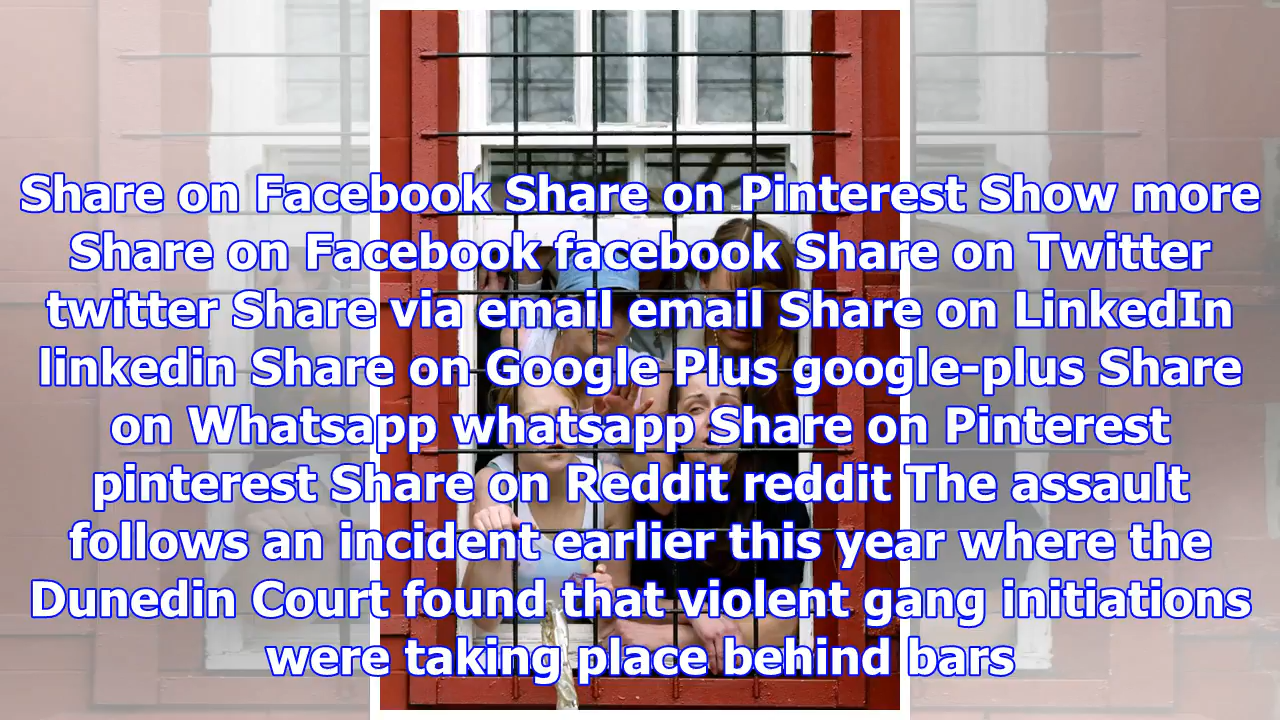 Share on Facebook Share on Pinterest Show more
Share on Facebook facebook Share on Twitter
twitter Share via email email Share on LinkedIn
linkedin Share on Google Plus google-plus Share
on Whatsapp whatsapp Share on Pinterest
pinterest Share on Reddit reddit The assault
follows an incident earlier this year where the
Dunedin Court found that violent gang initiations
were taking place behind bars